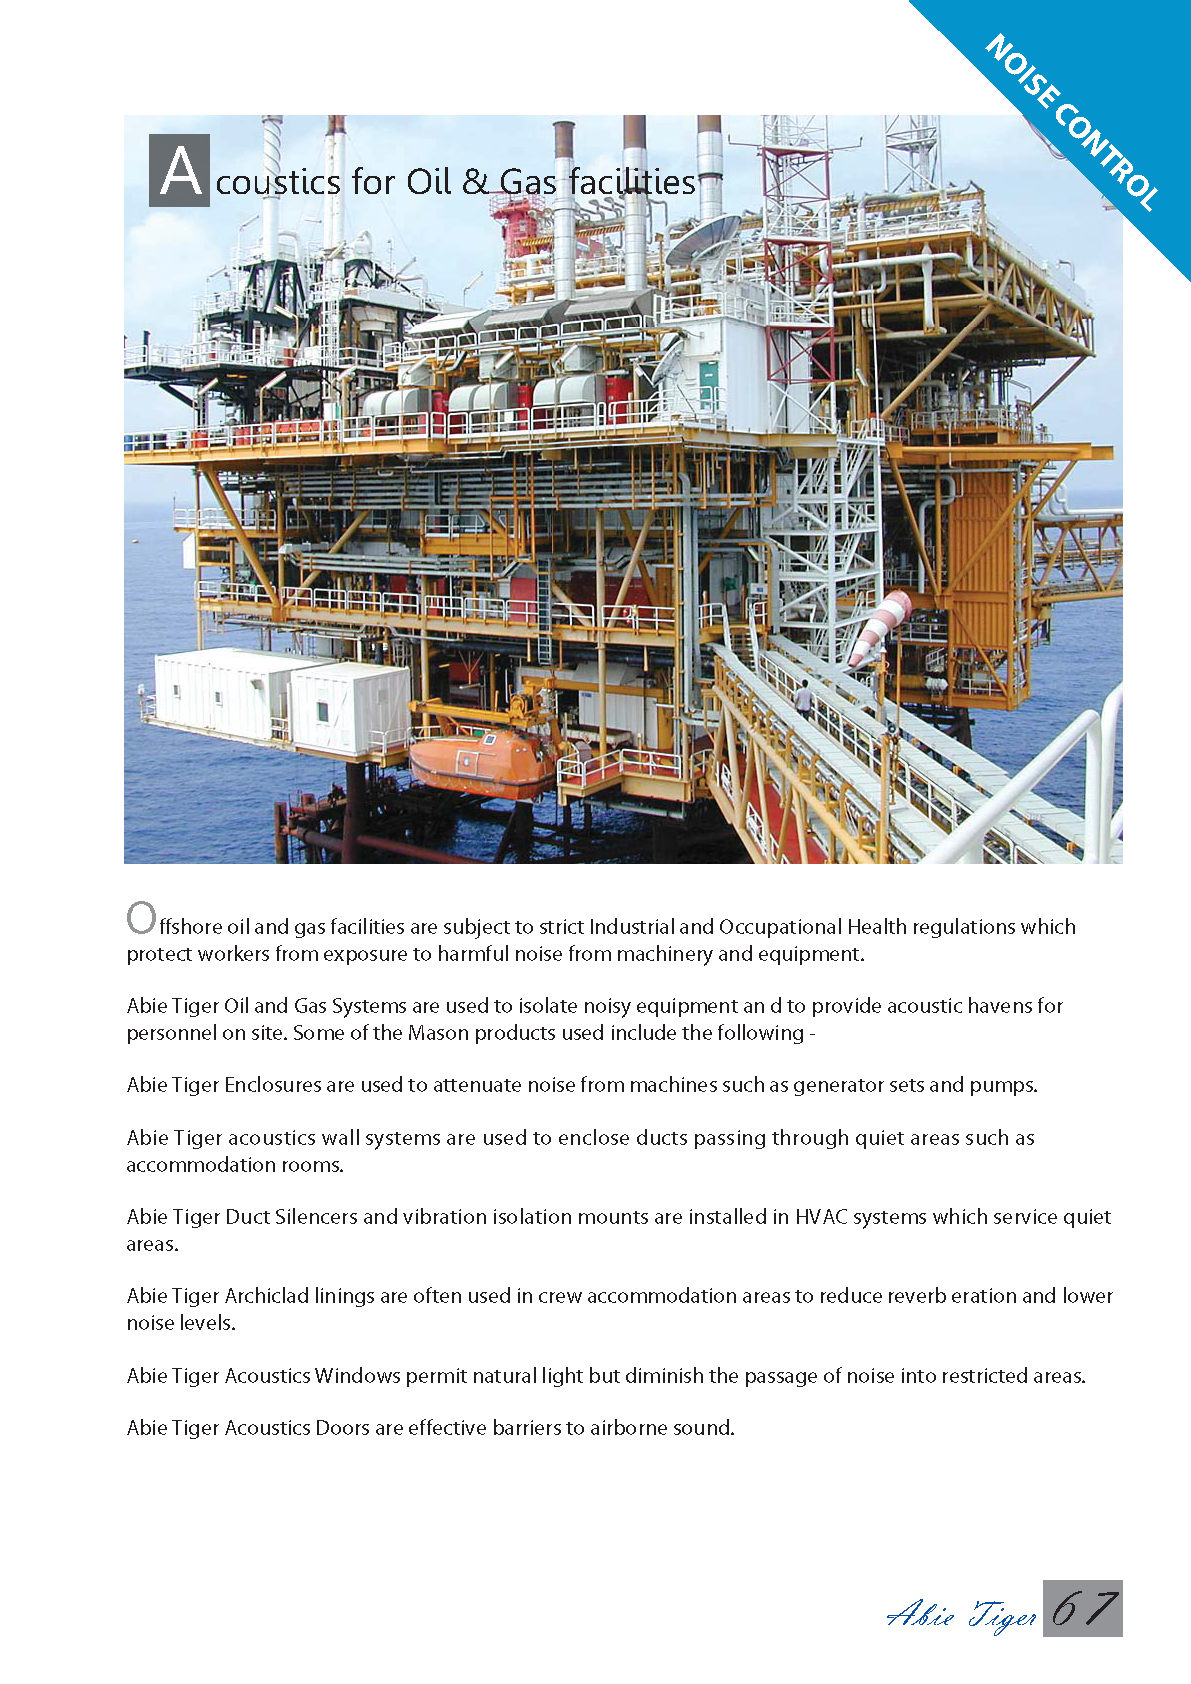 NOISE CONTROL
Acoustics for Oil & Gas facilities
Offshore oil and gas facilities are subject to strict Industrial and Occupational Health regulations which
protect workers from exposure to harmful noise from machinery and equipment.
Abie Tiger Oil and Gas Systems are used to isolate noisy equipment an d to provide acoustic havens for
personnel on site. Some of the Mason products used include the following -
Abie Tiger Enclosures are used to attenuate noise from machines such as generator sets and pumps.
Abie Tiger acoustics wall systems are used to enclose ducts passing through quiet areas such as
accommodation rooms.
Abie Tiger Duct Silencers and vibration isolation mounts are installed in HVAC systems which service quiet
areas.
Abie Tiger Archiclad linings are often used in crew accommodation areas to reduce reverb eration and lower
noise levels.
Abie Tiger Acoustics Windows permit natural light but diminish the passage of noise into restricted areas.
Abie Tiger Acoustics Doors are effective barriers to airborne sound.
Abie Tiger 67